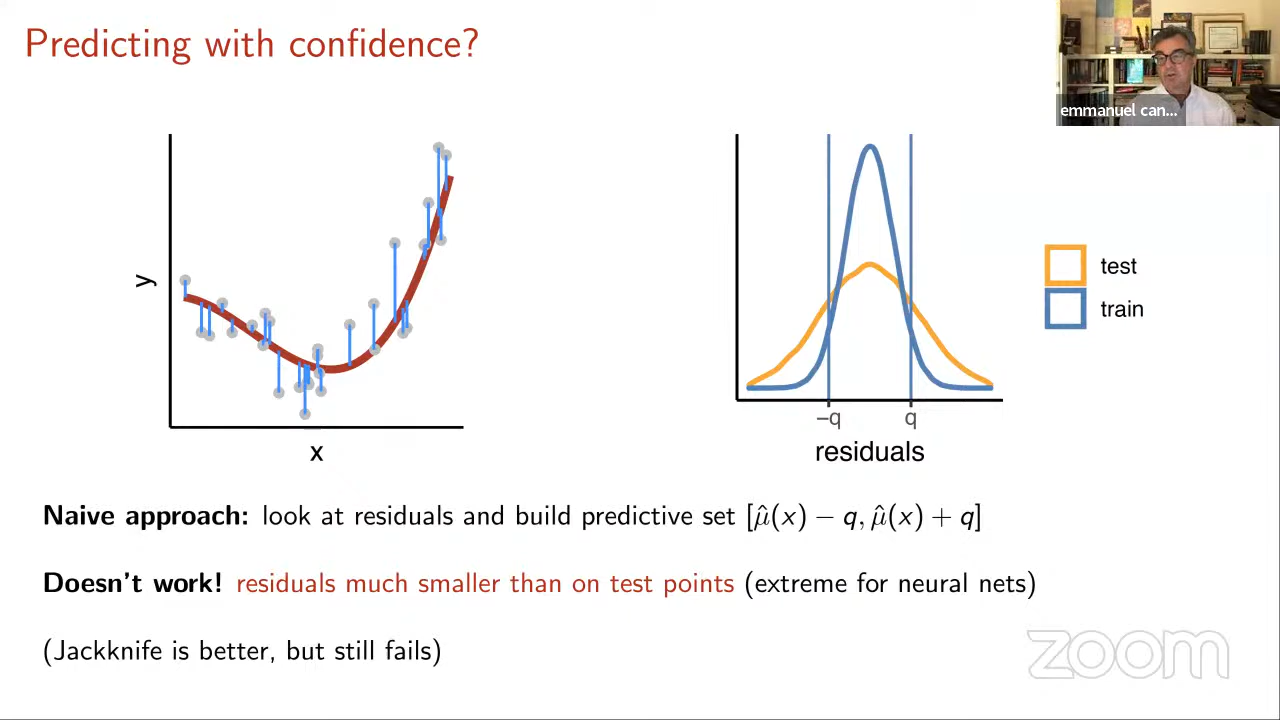 Predicting with confidence?
emmanuel can...
y
x
test
train
−q
q
residuals
Naive approach: look at residuals and build predictive set [μ̂(x) − q, μ̂(x) + q]
Doesn't work! residuals much smaller than on test points (extreme for neural nets)
(Jackknife is better, but still fails)
zoom